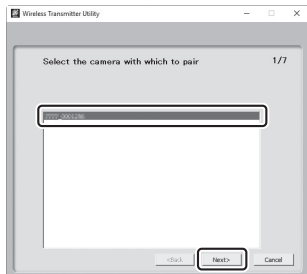 Wireless Transmitter Utility
Select the camera with which to pair
1/7
<Back
Next>
Cancel